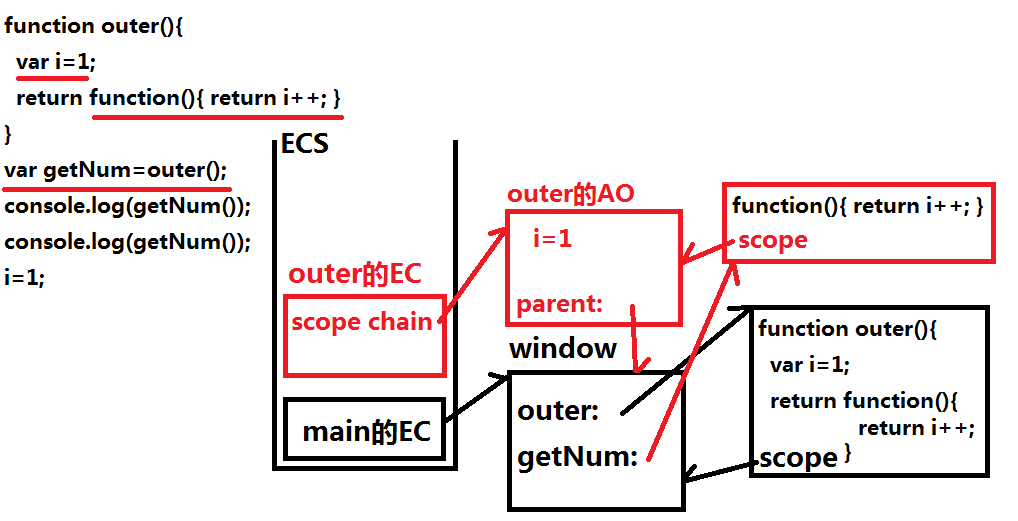 function outer(){
var i=1;
return function(){ return i++; }
}
var getNum=outer();
console.log(getNum());
console.log(getNum());
i=1;
ECS
outer的EC
scope chain
main的EC
outer的AO
i=1
parent:
window
outer:
getNum:
function(){ return i++; }
scope
function outer(){
var i=1;
return function(){
return i++;
scope }